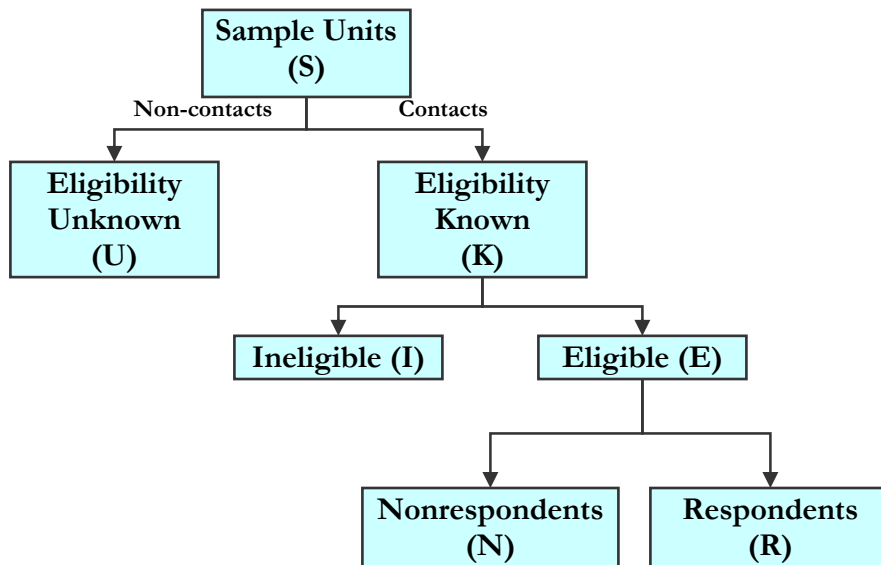 Sample Units
(S)
Non-contacts
Contacts
Eligibility
Unknown
(U)
Eligibility
Known
(K)
Ineligible (I)
Eligible (E)
Nonrespondents
(N)
Respondents
(R)